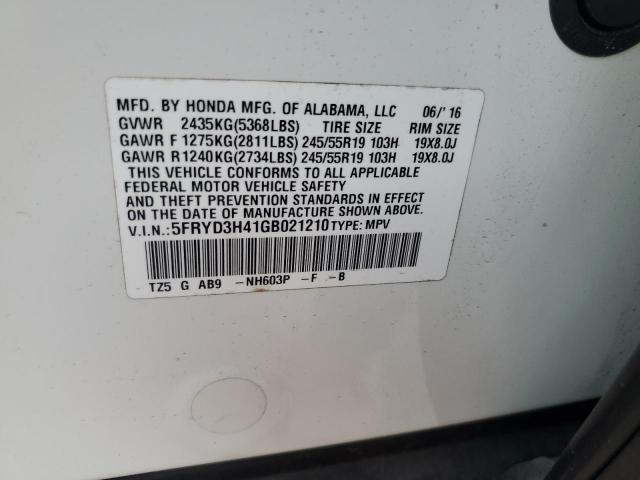 MFD. BY HONDA MFG. OF ALABAMA, LLC 06/'16
GVWR 2435KG(5368LBS) TIRE SIZE RIM SIZE
GAWR F 1275KG(2811LBS) 245/55R19 103H 19X8.0J
GAWR R 1240KG(2734LBS) 245/55R19 103H 19X8.0J
THIS VEHICLE CONFORMS TO ALL APPLICABLE
FEDERAL MOTOR VEHICLE SAFETY
AND THEFT PREVENTION STANDARDS IN EFFECT
ON THE DATE OF MANUFACTURE SHOWN ABOVE.
V.I.N.:5FRYD3H41GB021210 TYPE: MPV
TZ5 G AB9 -NH603P -F -B